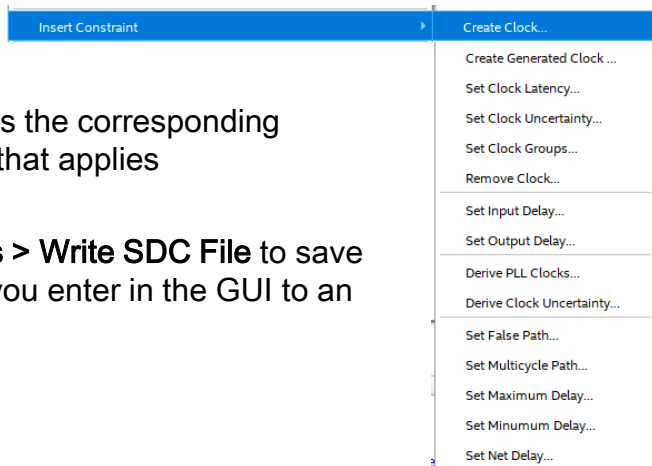 Insert Constraint
Create Clock...
Create Generated Clock ...
Set Clock Latency...
Set Clock Uncertainty...
Set Clock Groups...
Remove Clock...
Set Input Delay...
Set Output Delay...
Derive PLL Clocks...
Derive Clock Uncertainty...
Set False Path...
Set Multicycle Path...
Set Maximum Delay...
Set Minumum Delay...
Set Net Delay...
s the corresponding
that applies
s > Write SDC File to save
you enter in the GUI to an